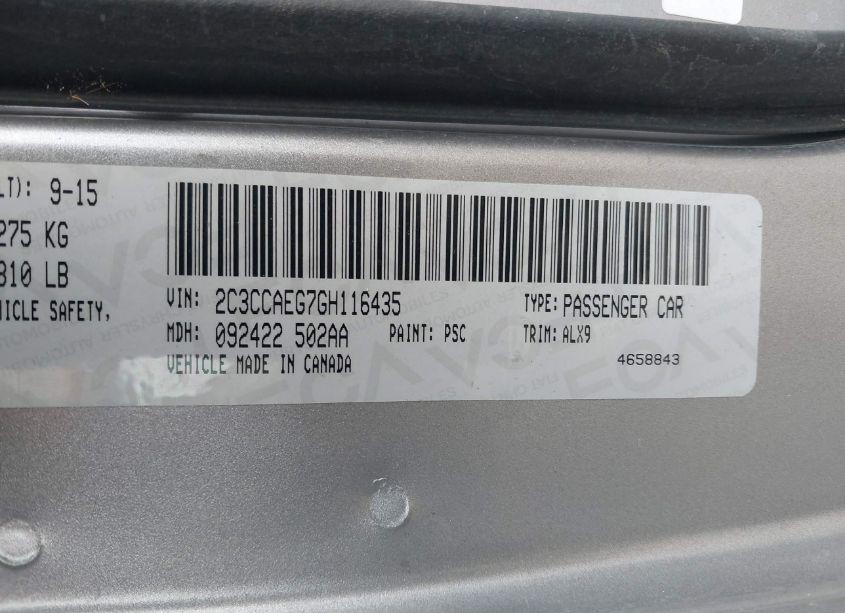 LT): 9-15
275 KG
310 LB
HICLE SAFETY,
VIN: 2C3CCAEG7GH116435 TYPE: PASSENGER CAR
MDH: 092422 502AA PAINT: PSC TRIM: ALX9
VEHICLE MADE IN CANADA 4658843